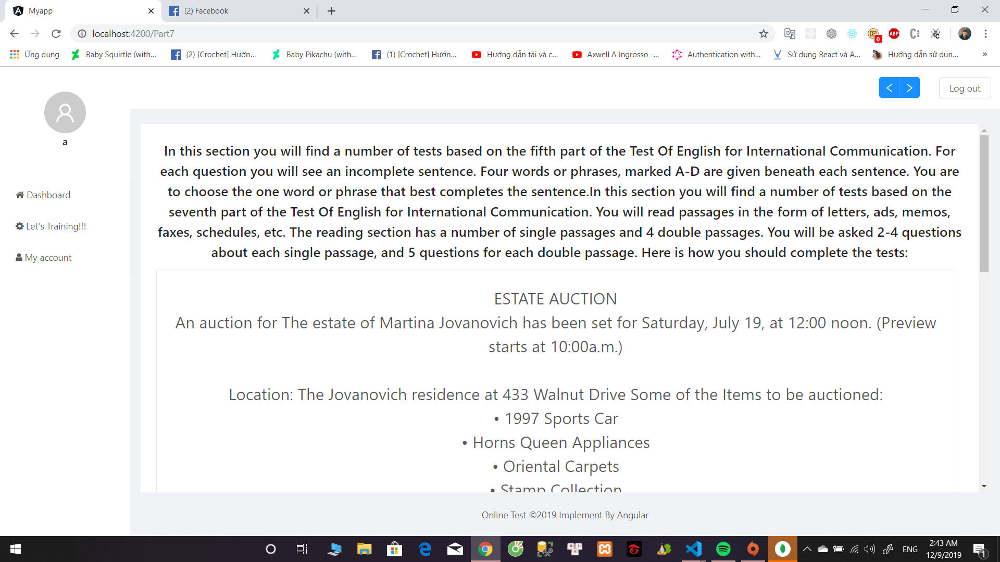 Myapp
(2) Facebook
localhost:4200/Part7
0
ABP
Ứng dụng
Baby Squirtle (with...
(2) [Crochet] Hướn...
Baby Pikachu (with...
(1) [Crochet] Hướn...
Hướng dẫn tải và c...
Axwell Λ Ingrosso -...
Authentication with...
Sử dụng React và A...
Hướng dẫn sử dụn...
»
Log out
a
Dashboard
Let's Training!!!
My account
In this section you will find a number of tests based on the fifth part of the Test Of English for International Communication. For
each question you will see an incomplete sentence. Four words or phrases, marked A-D are given beneath each sentence. You are
to choose the one word or phrase that best completes the sentence.In this section you will find a number of tests based on the
seventh part of the Test Of English for International Communication. You will read passages in the form of letters, ads, memos,
faxes, schedules, etc. The reading section has a number of single passages and 4 double passages. You will be asked 2-4 questions
about each single passage, and 5 questions for each double passage. Here is how you should complete the tests:
ESTATE AUCTION
An auction for The estate of Martina Jovanovich has been set for Saturday, July 19, at 12:00 noon. (Preview
starts at 10:00a.m.)
Location: The Jovanovich residence at 433 Walnut Drive Some of the Items to be auctioned:
• 1997 Sports Car
• Horns Queen Appliances
• Oriental Carpets
• Stamp Collection
Online Test ©2019 Implement By Angular
ENG
2:43 AM
12/9/2019
1